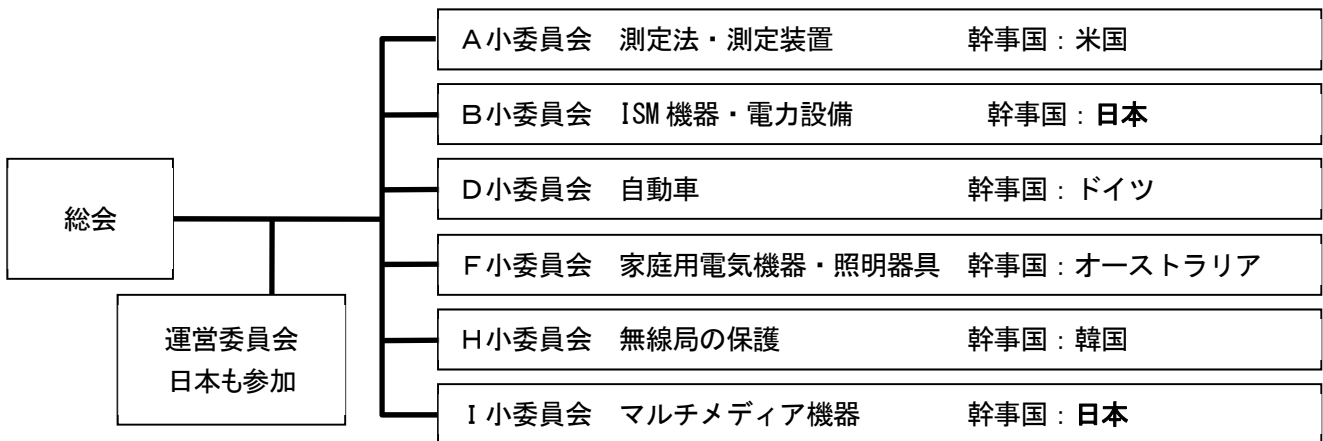 A小委員会 測定法・測定装置 幹事国:米国
B小委員会 ISM機器・電力設備 幹事国:日本
D小委員会 自動車 幹事国:ドイツ
総会
F小委員会 家庭用電気機器・照明器具 幹事国:オーストラリア
運営委員会
日本も参加
H小委員会 無線局の保護 幹事国:韓国
I小委員会 マルチメディア機器 幹事国:日本